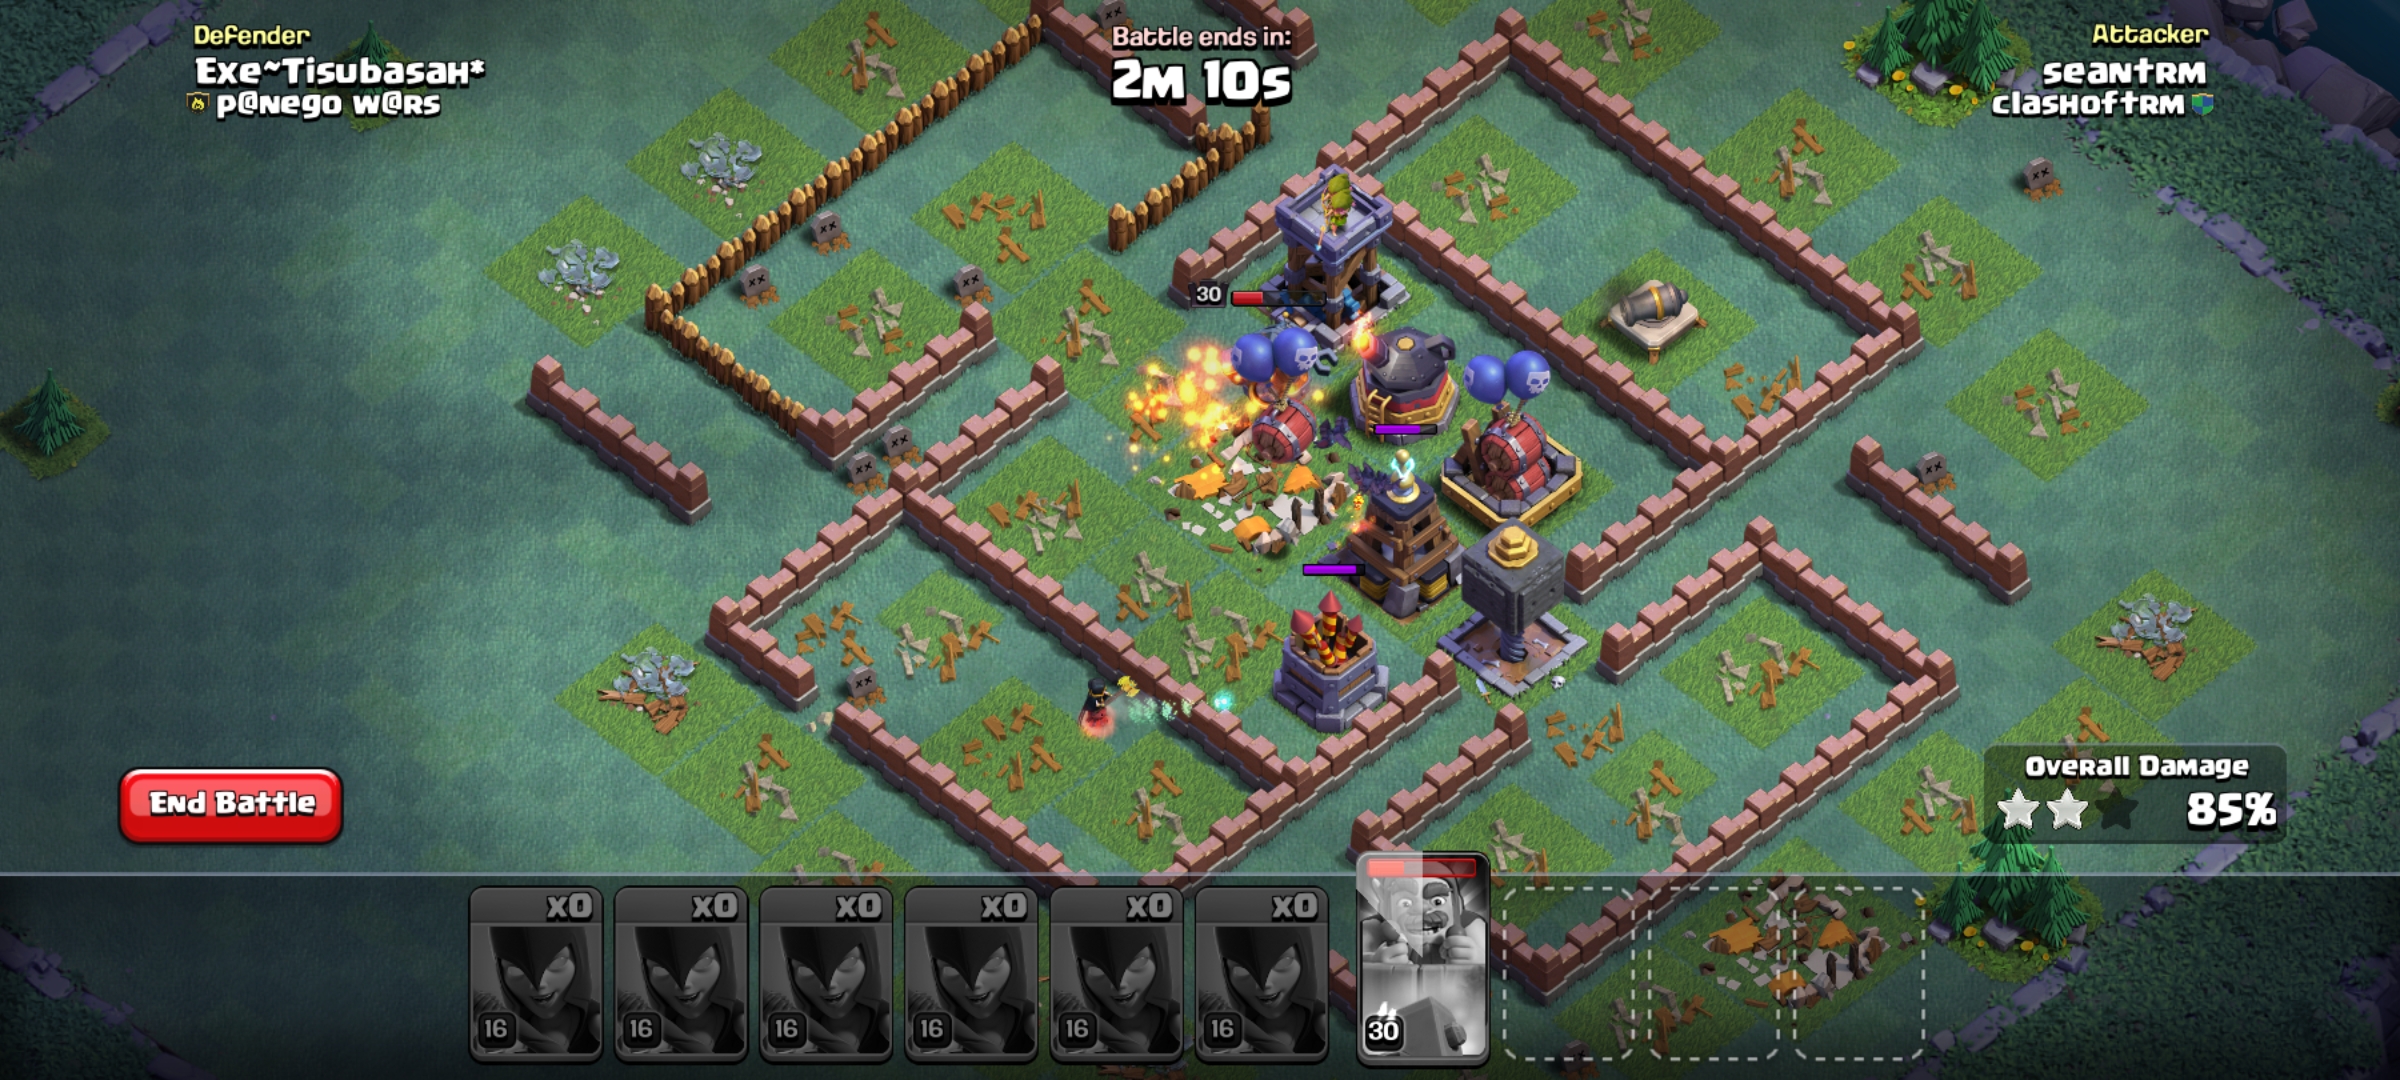 Defender
Exe~Tisubasah*
p@nego w@rs
Battle ends in:
2m 10s
Attacker
seantrm
clashoftrm
30
End Battle
Overall Damage
85%
x0
x0
x0
x0
x0
x0
16
16
16
16
16
16
30